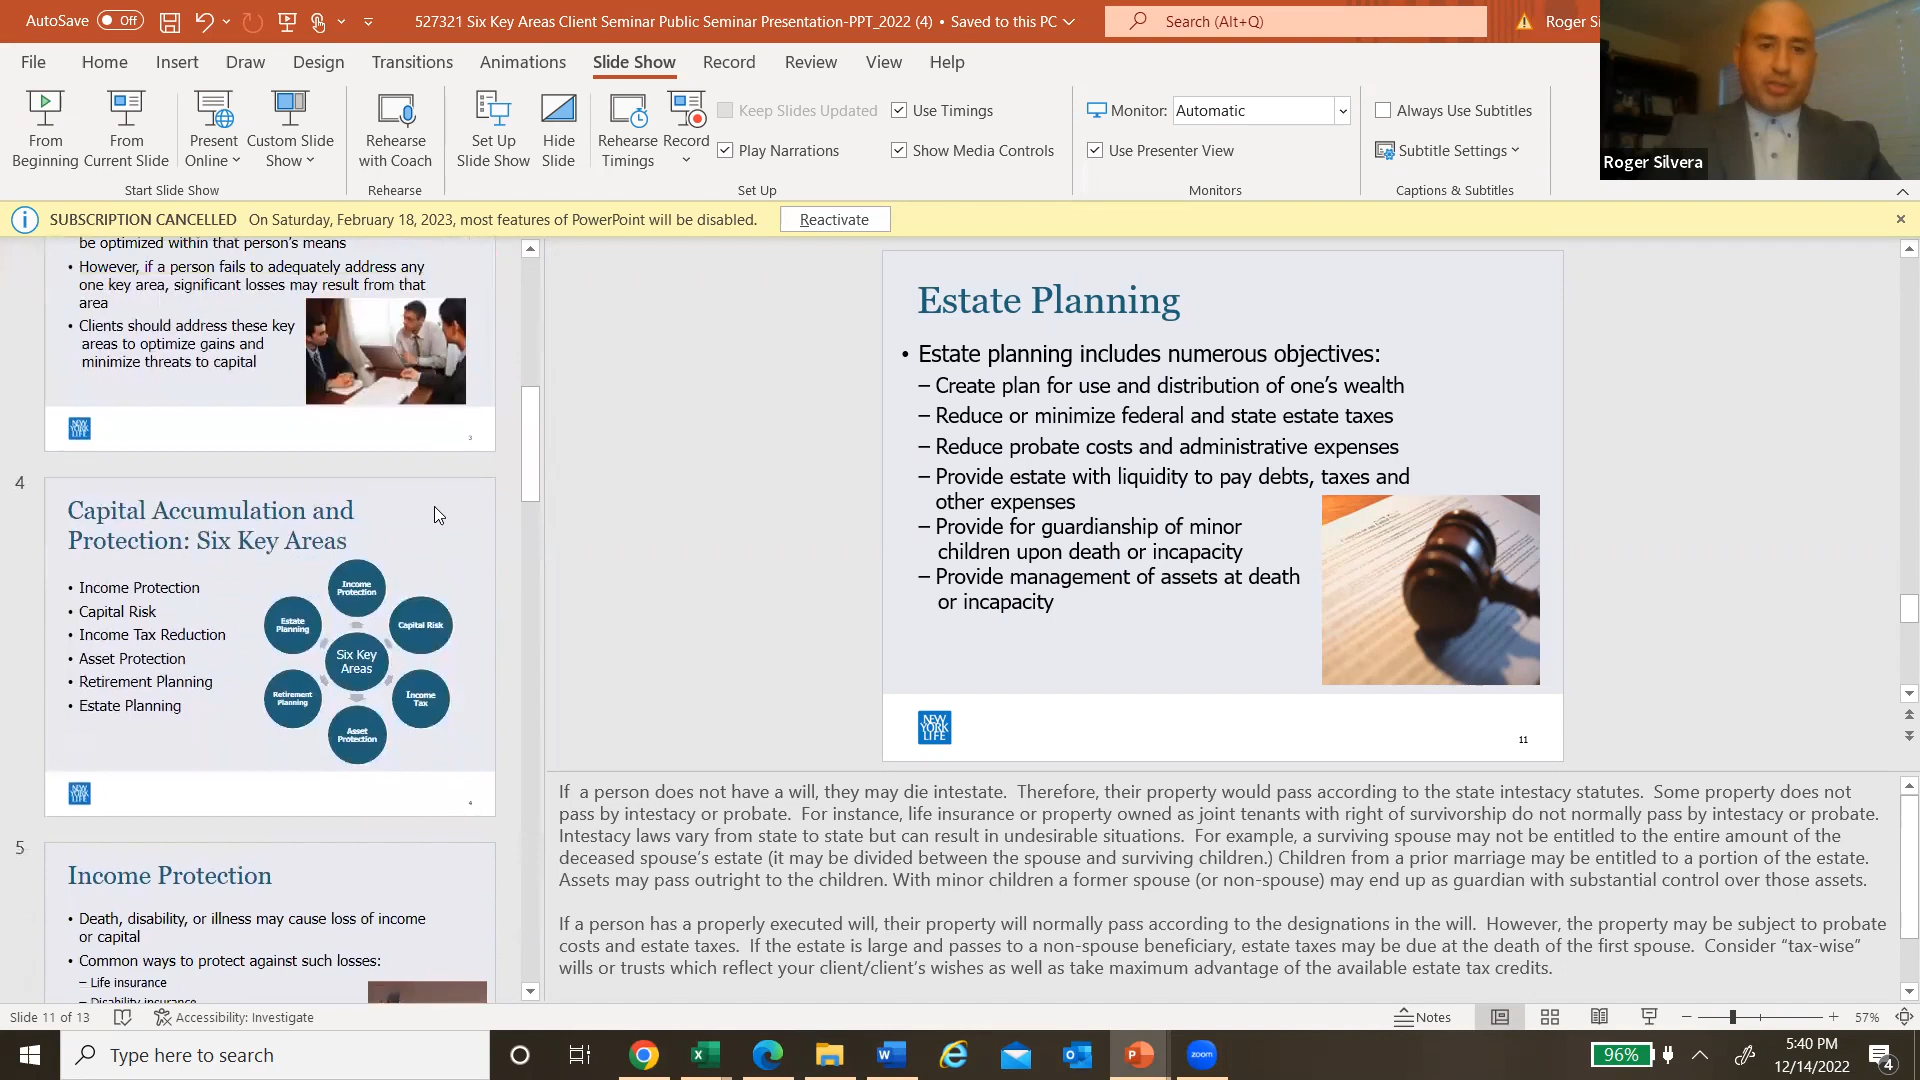 AutoSave Off
527321 Six Key Areas Client Seminar Public Seminar Presentation-PPT_2022 (4) • Saved to this PC
Search (Alt+Q)
Roger Si
File Home Insert Draw Design Transitions Animations Slide Show Record Review View Help
From Beginning
From Current Slide
Present Online
Custom Slide Show
Start Slide Show
Rehearse with Coach
Rehearse
Set Up Slide Show
Hide Slide
Rehearse Timings
Record
Keep Slides Updated
Use Timings
Play Narrations
Show Media Controls
Set Up
Monitor: Automatic
Use Presenter View
Monitors
Always Use Subtitles
Subtitle Settings
Captions & Subtitles
Roger Silvera
SUBSCRIPTION CANCELLED On Saturday, February 18, 2023, most features of PowerPoint will be disabled. Reactivate
be optimized within that person's means
• However, if a person fails to adequately address any
one key area, significant losses may result from that
area
• Clients should address these key
areas to optimize gains and
minimize threats to capital
NEW YORK LIFE
3
4
Capital Accumulation and
Protection: Six Key Areas
• Income Protection
• Capital Risk
• Income Tax Reduction
• Asset Protection
• Retirement Planning
• Estate Planning
Income Protection
Capital Risk
Income Tax
Asset Protection
Retirement Planning
Estate Planning
Six Key Areas
NEW YORK LIFE
4
5
Income Protection
• Death, disability, or illness may cause loss of income
or capital
• Common ways to protect against such losses:
– Life insurance
– Disability insurance
Estate Planning
• Estate planning includes numerous objectives:
– Create plan for use and distribution of one's wealth
– Reduce or minimize federal and state estate taxes
– Reduce probate costs and administrative expenses
– Provide estate with liquidity to pay debts, taxes and
other expenses
– Provide for guardianship of minor
children upon death or incapacity
– Provide management of assets at death
or incapacity
NEW
YORK
LIFE
11
If a person does not have a will, they may die intestate. Therefore, their property would pass according to the state intestacy statutes. Some property does not
pass by intestacy or probate. For instance, life insurance or property owned as joint tenants with right of survivorship do not normally pass by intestacy or probate.
Intestacy laws vary from state to state but can result in undesirable situations. For example, a surviving spouse may not be entitled to the entire amount of the
deceased spouse's estate (it may be divided between the spouse and surviving children.) Children from a prior marriage may be entitled to a portion of the estate.
Assets may pass outright to the children. With minor children a former spouse (or non-spouse) may end up as guardian with substantial control over those assets.
If a person has a properly executed will, their property will normally pass according to the designations in the will. However, the property may be subject to probate
costs and estate taxes. If the estate is large and passes to a non-spouse beneficiary, estate taxes may be due at the death of the first spouse. Consider “tax-wise”
wills or trusts which reflect your client/client's wishes as well as take maximum advantage of the available estate tax credits.
Slide 11 of 13
Accessibility: Investigate
Notes
57%
Type here to search
zoom
96%
5:40 PM
12/14/2022
4